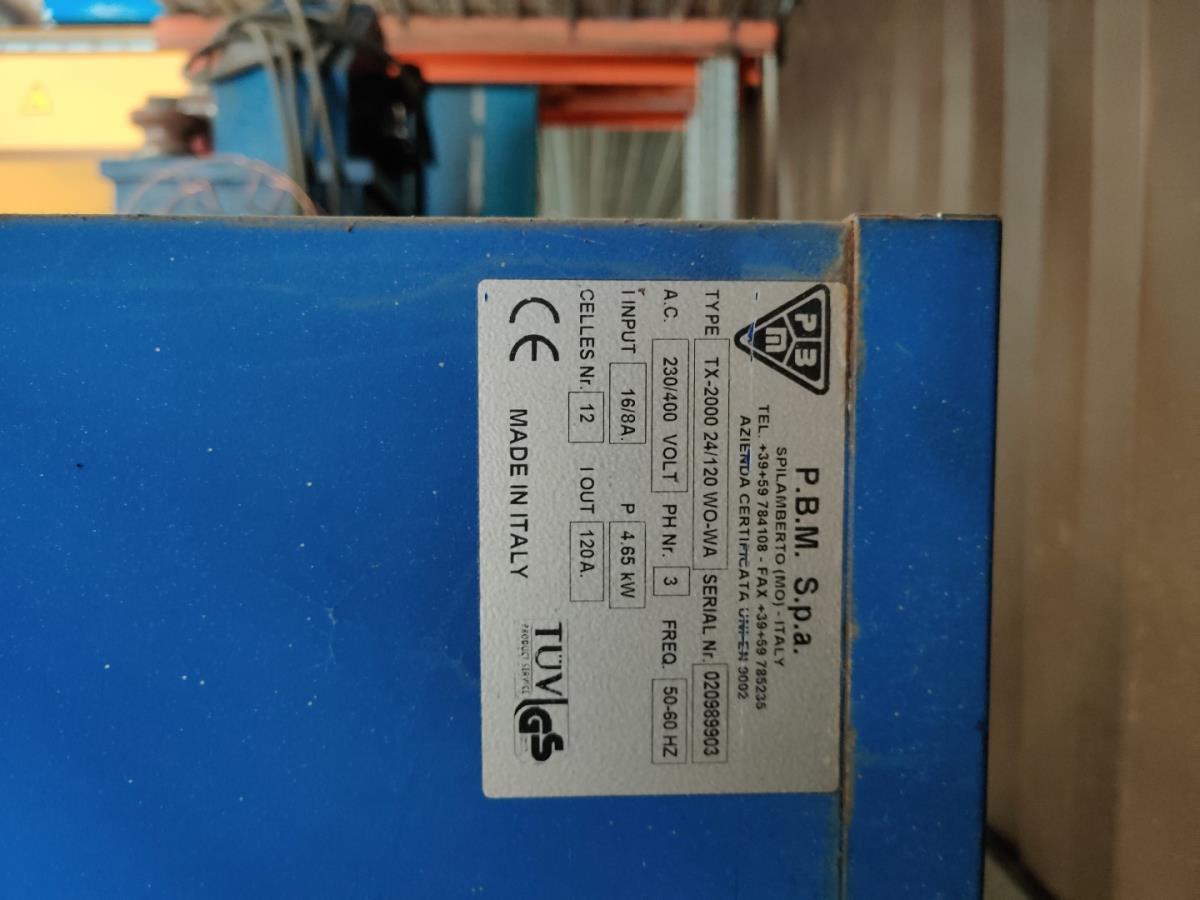 PBM
P.B.M. S.p.a.
SPILAMBERTO (MO) - ITALY
TEL. +39+59 784108 - FAX +39+59 785235
AZIENDA CERTIFICATA UNI-EN 9002
TYPE TX-2000 24/120 WO-WA SERIAL Nr. 020989903
A.C. 230/400 VOLT PH Nr. 3 FREQ. 50-60 HZ
I INPUT 16/8A. P 4.65 kW
CELLES Nr. 12 I OUT 120A.
CE MADE IN ITALY TÜV GS
PRODUCT SERVICE